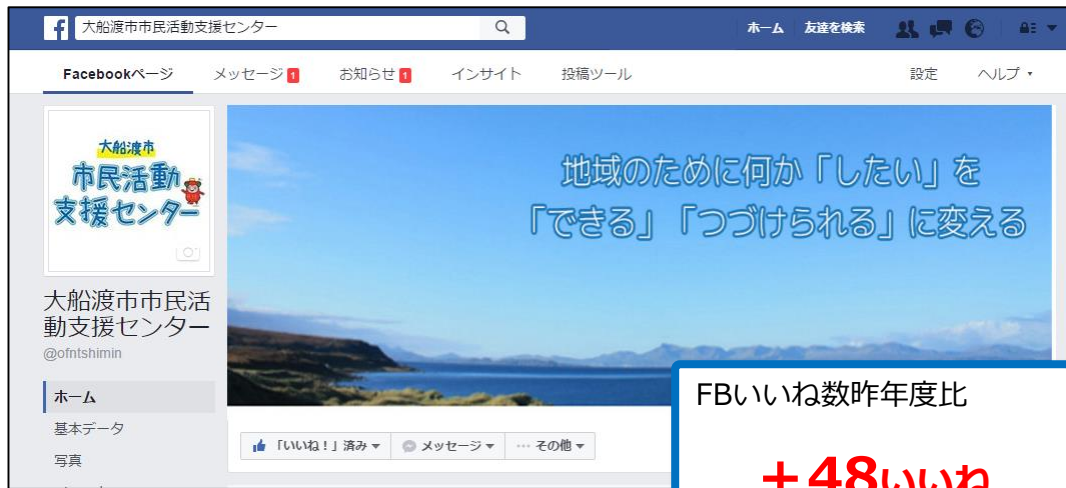 大船渡市市民活動支援センター
ホーム 友達を検索
Facebookページ メッセージ 1 お知らせ 1 インサイト 投稿ツール 設定 ヘルプ
大船渡市
市民活動
支援センター
地域のために何か「したい」を
「できる」「つづけられる」に変える
大船渡市市民活
動支援センター
@ofntshimin
ホーム
基本データ
写真
「いいね!」済み メッセージ ··· その他
FBいいね数昨年度比
+48いいね